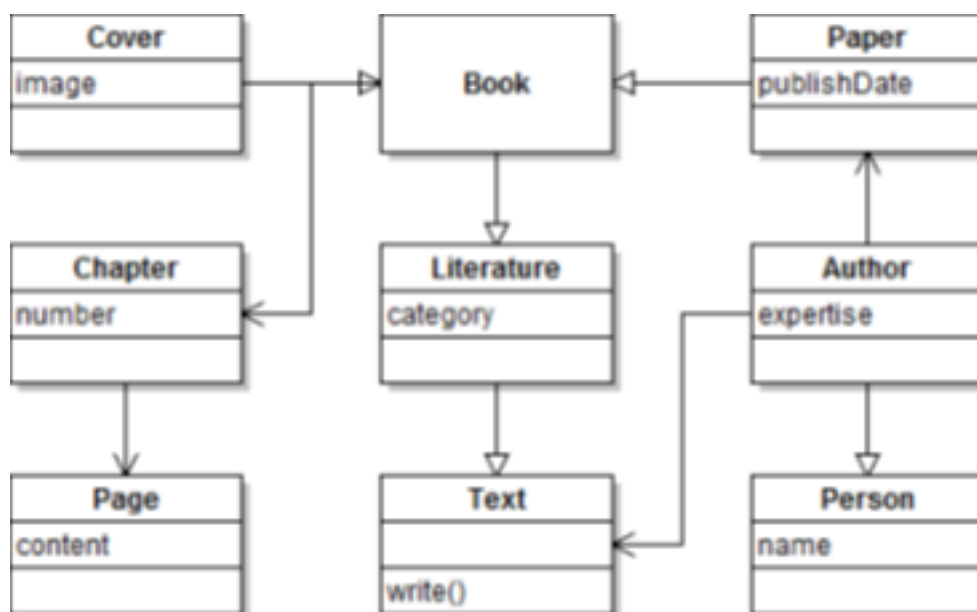 Cover
image
Book
Paper
publishDate
Chapter
number
Literature
category
Author
expertise
Page
content
Text
write()
Person
name